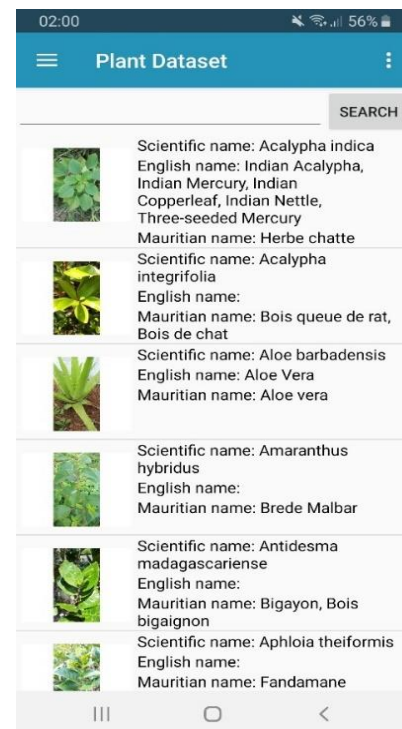 02:00 56%
Plant Dataset
SEARCH
Scientific name: Acalypha indica
English name: Indian Acalypha,
Indian Mercury, Indian
Copperleaf, Indian Nettle,
Three-seeded Mercury
Mauritian name: Herbe chatte
Scientific name: Acalypha
integrifolia
English name:
Mauritian name: Bois queue de rat,
Bois de chat
Scientific name: Aloe barbadensis
English name: Aloe Vera
Mauritian name: Aloe vera
Scientific name: Amaranthus
hybridus
English name:
Mauritian name: Brede Malbar
Scientific name: Antidesma
madagascariense
English name:
Mauritian name: Bigayon, Bois
bigaignon
Scientific name: Aphloia theiformis
English name:
Mauritian name: Fandamane